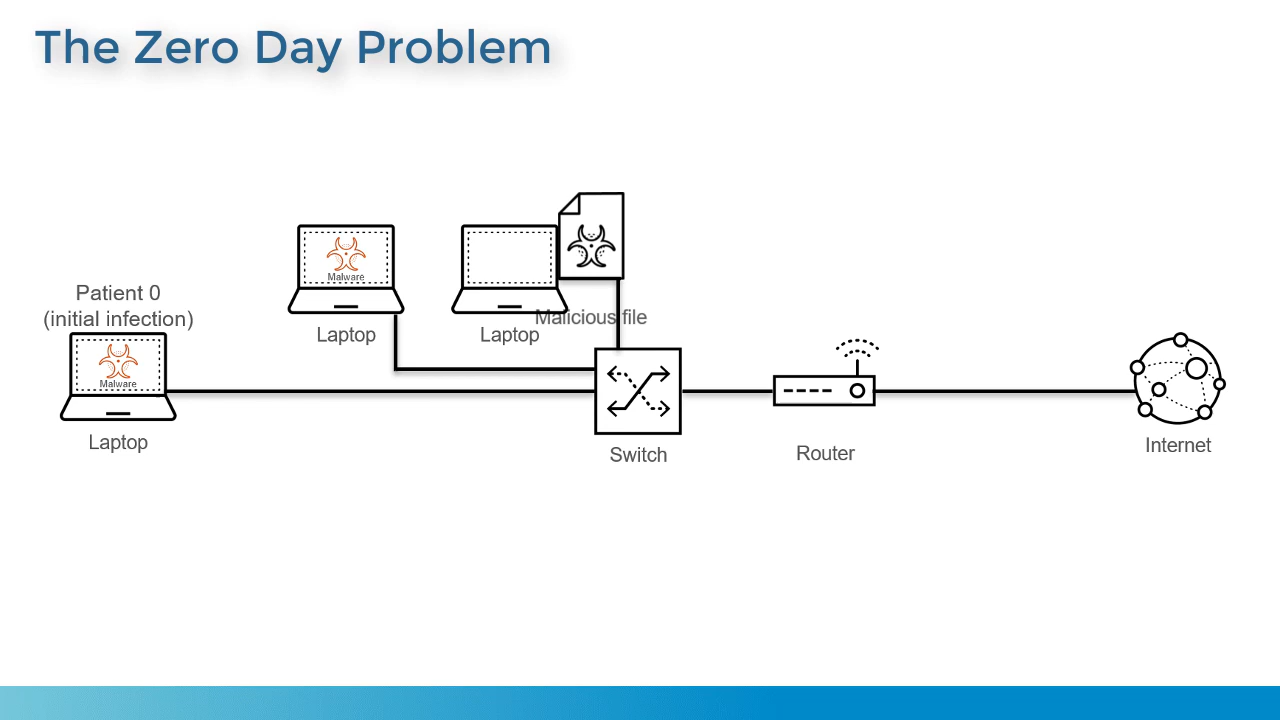 The Zero Day Problem
Patient 0
(initial infection)
Malware
Laptop
Malware
Laptop
Laptop
Malicious file
Switch
Router
Internet